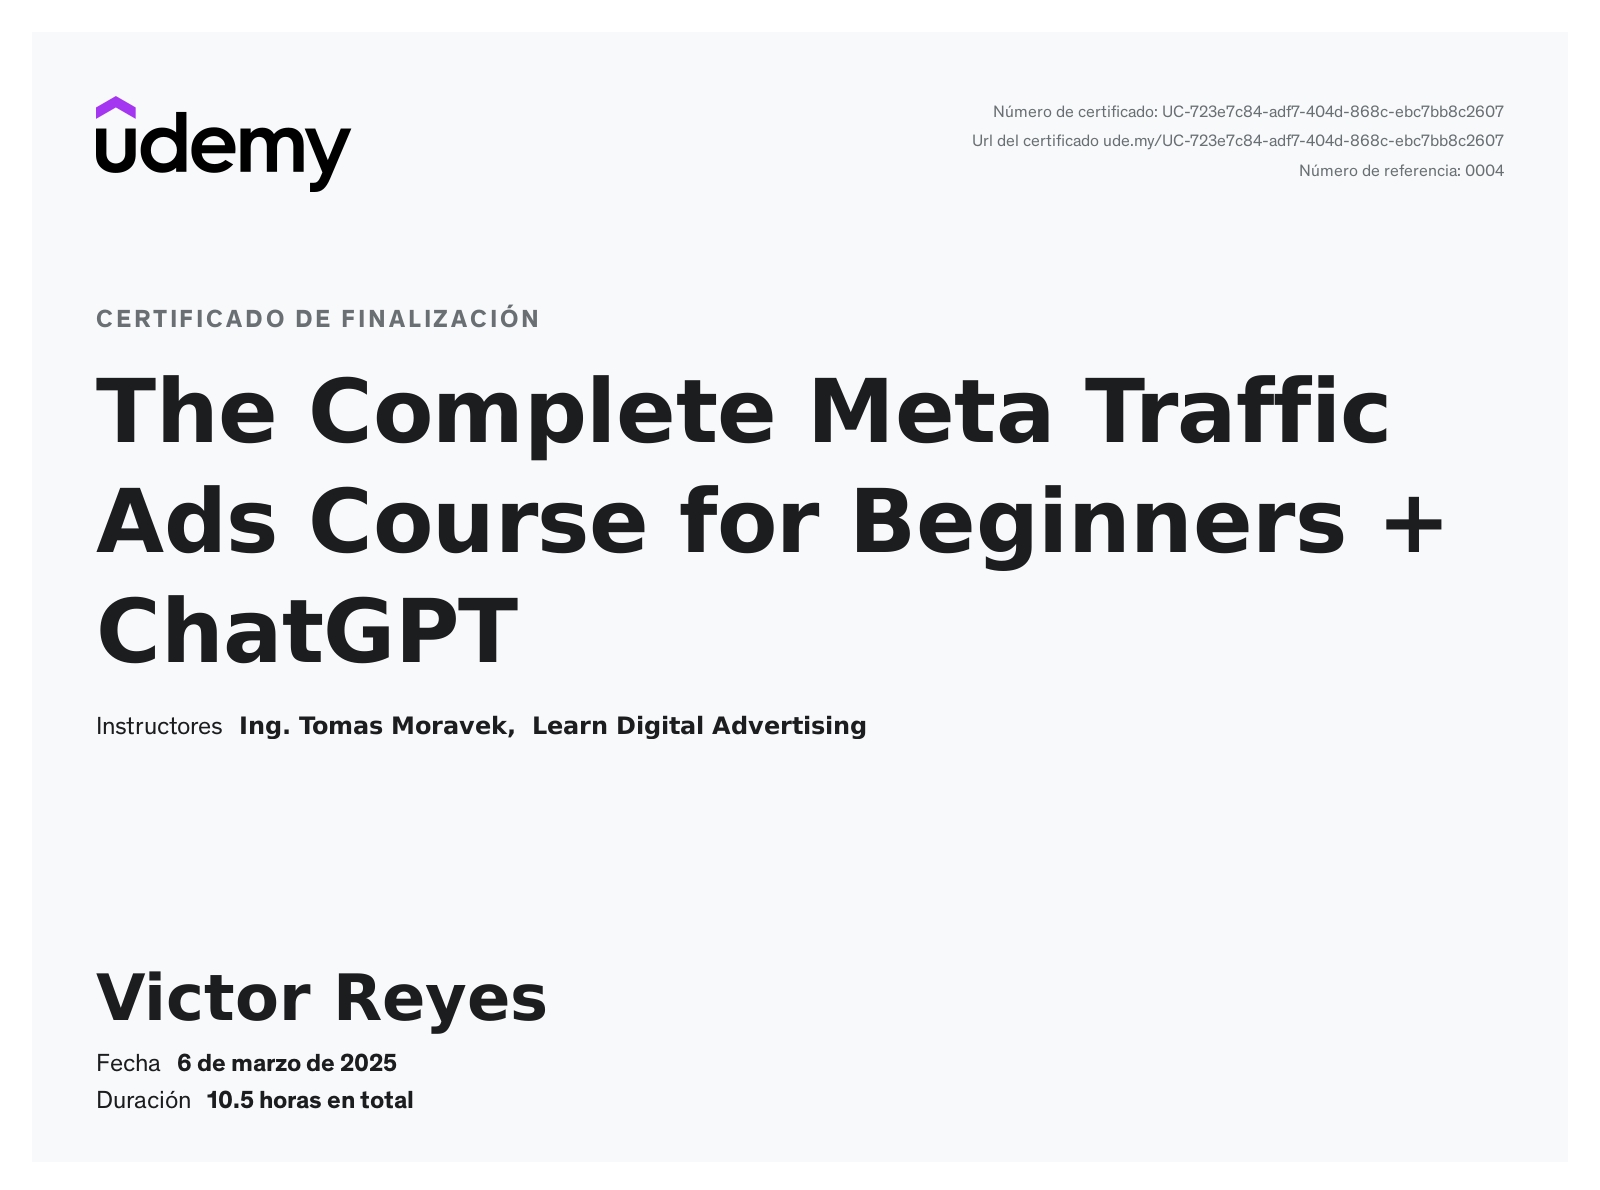 udemy
Número de certificado: UC-723e7c84-adf7-404d-868c-ebc7bb8c2607
Url del certificado ude.my/UC-723e7c84-adf7-404d-868c-ebc7bb8c2607
Número de referencia: 0004
CERTIFICADO DE FINALIZACIÓN
The Complete Meta Traffic
Ads Course for Beginners +
ChatGPT
Instructores Ing. Tomas Moravek, Learn Digital Advertising
Victor Reyes
Fecha 6 de marzo de 2025
Duración 10.5 horas en total